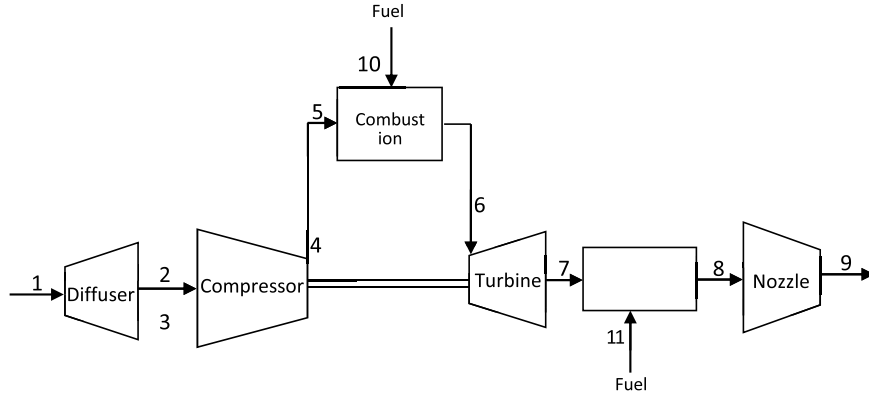 Fuel
10
5
Combust
ion
6
4
1
Diffuser
2
3
Compressor
Turbine
7
8
Nozzle
9
11
Fuel